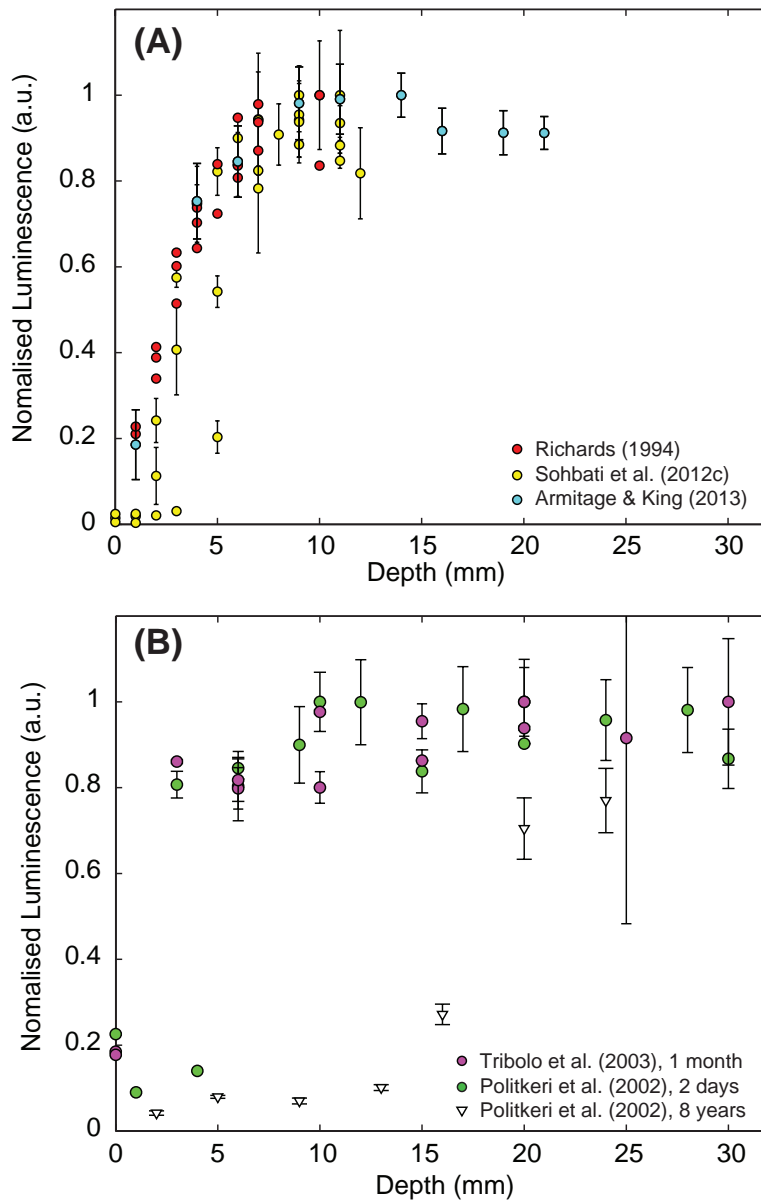 (A)
Nomalised Luminescence (a.u.)
1
0.8
0.6
0.4
0.2
0
0 5 10 15 20 25 30
Depth (mm)
Richards (1994)
Sohbati et al. (2012c)
Armitage & King (2013)
(B)
Nomalised Luminescence (a.u.)
1
0.8
0.6
0.4
0.2
0
0 5 10 15 20 25 30
Depth (mm)
Tribolo et al. (2003), 1 month
Politkeri et al. (2002), 2 days
Politkeri et al. (2002), 8 years